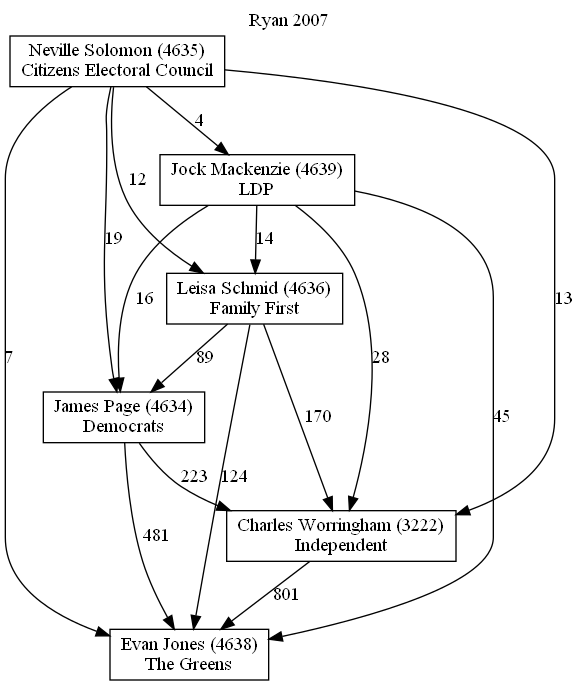 Ryan 2007
Neville Solomon (4635)
Citizens Electoral Council
4
Jock Mackenzie (4639)
LDP
12
19
14
16
13
Leisa Schmid (4636)
Family First
7
89
28
170
45
James Page (4634)
Democrats
223
124
Charles Worringham (3222)
Independent
481
801
Evan Jones (4638)
The Greens